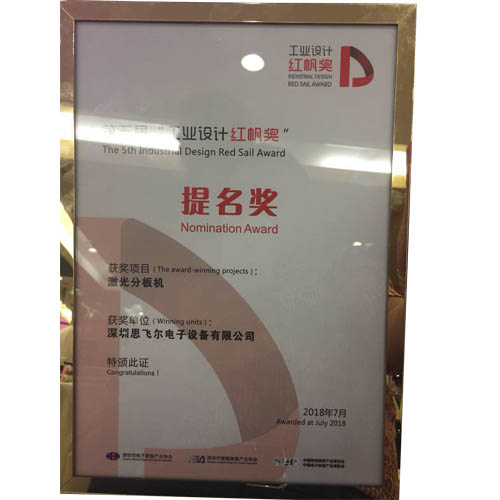 工业设计
红帆奖
INDUSTRIAL DESIGN
RED SAIL AWARD
第五届 “工业设计红帆奖”
The 5th Industrial Design Red Sail Award
提名奖
Nomination Award
获奖项目 (The award-winning projects) :
激光分板机
获奖单位 (Winning units) :
深圳思飞尔电子设备有限公司
特颁此证
Congratulations !
2018年7月
Awarded at July 2018